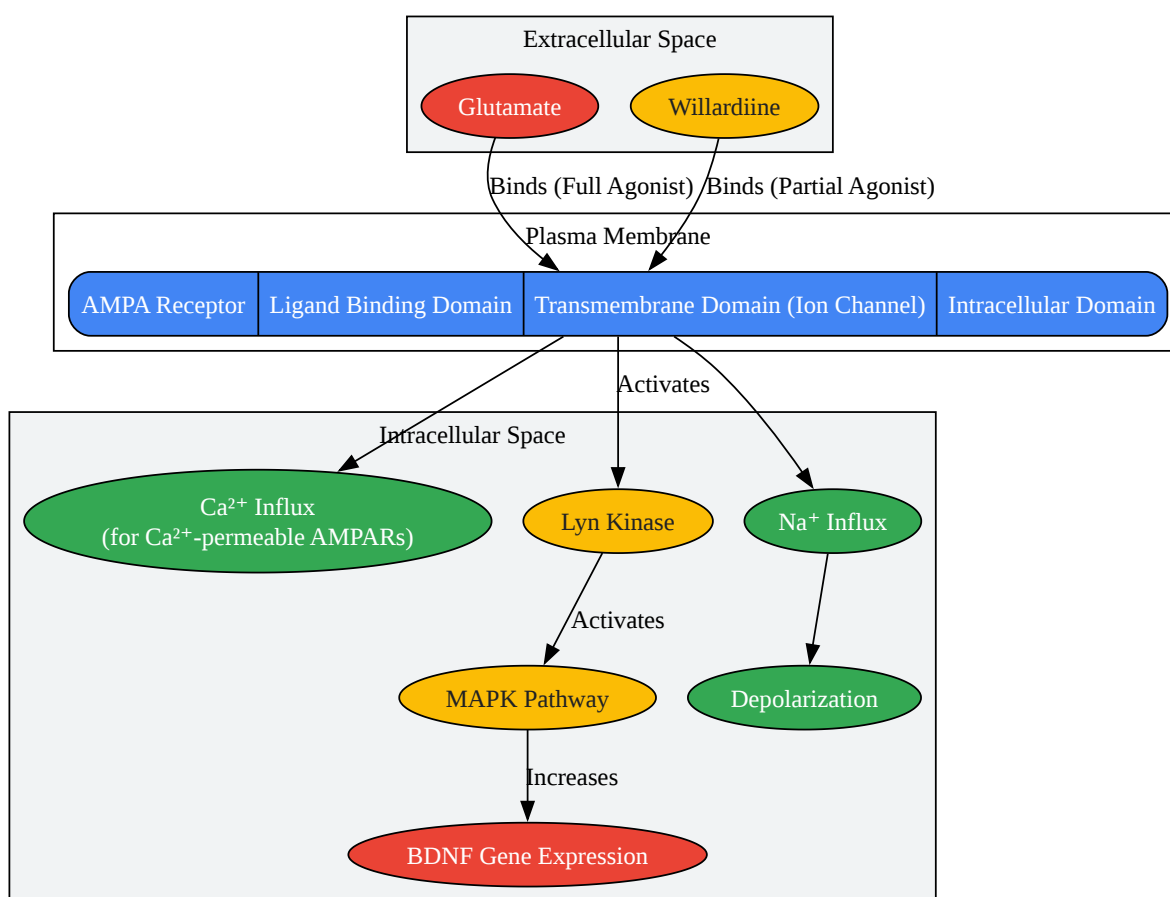 Extracellular Space
Glutamate
Willardiine
Binds (Full Agonist)
Binds (Partial Agonist)
Plasma Membrane
AMPA Receptor
Ligand Binding Domain
Transmembrane Domain (Ion Channel)
Intracellular Domain
Activates
Intracellular Space
Ca²⁺ Influx
(for Ca²⁺-permeable AMPARs)
Lyn Kinase
Na⁺ Influx
Activates
MAPK Pathway
Depolarization
Increases
BDNF Gene Expression